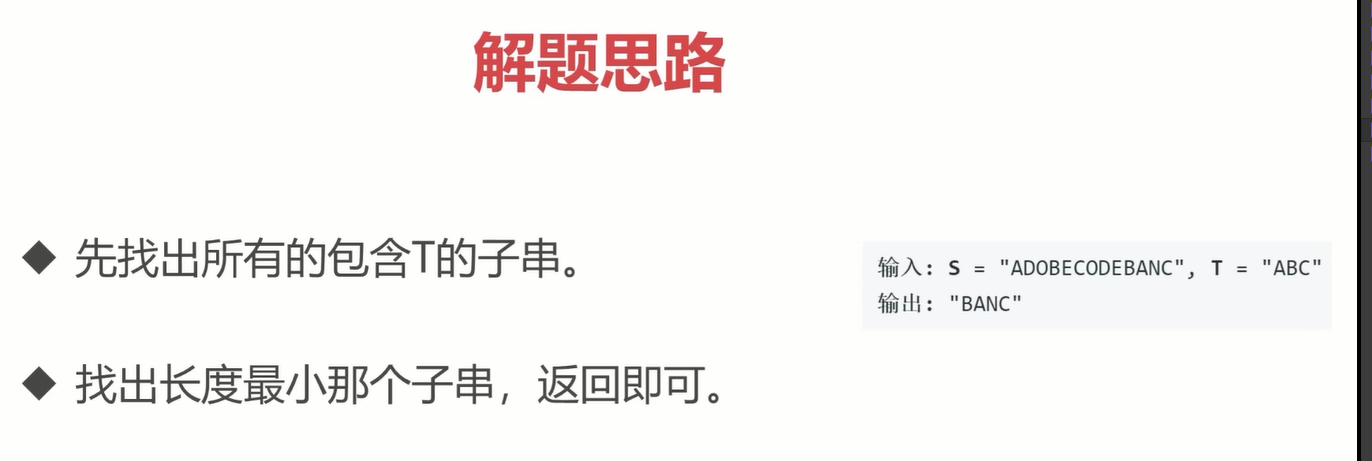 解题思路
◆ 先找出所有的包含T的子串。
输入: S = "ADOBECODEBANC", T = "ABC"
输出: "BANC"
◆ 找出长度最小那个子串，返回即可。